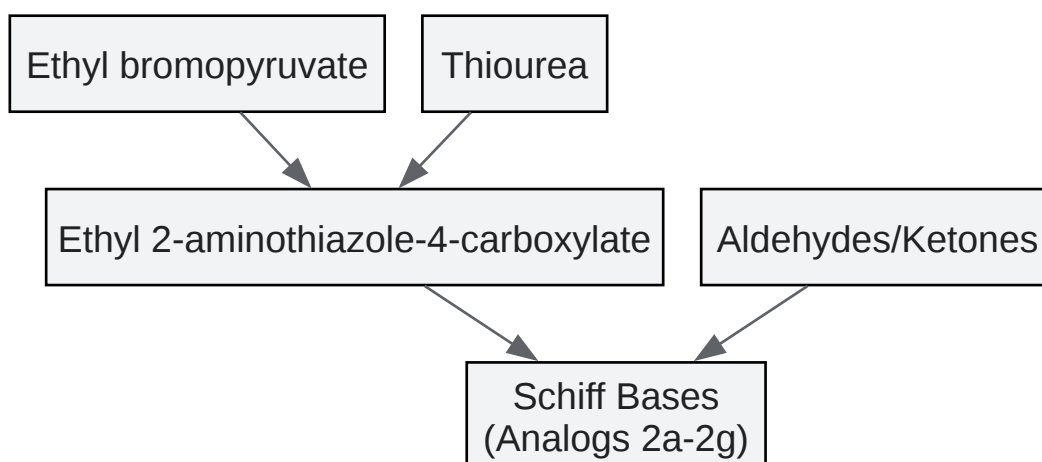 Ethyl bromopyruvate
Thiourea
Ethyl 2-aminothiazole-4-carboxylate
Aldehydes/Ketones
Schiff Bases
(Analogs 2a-2g)